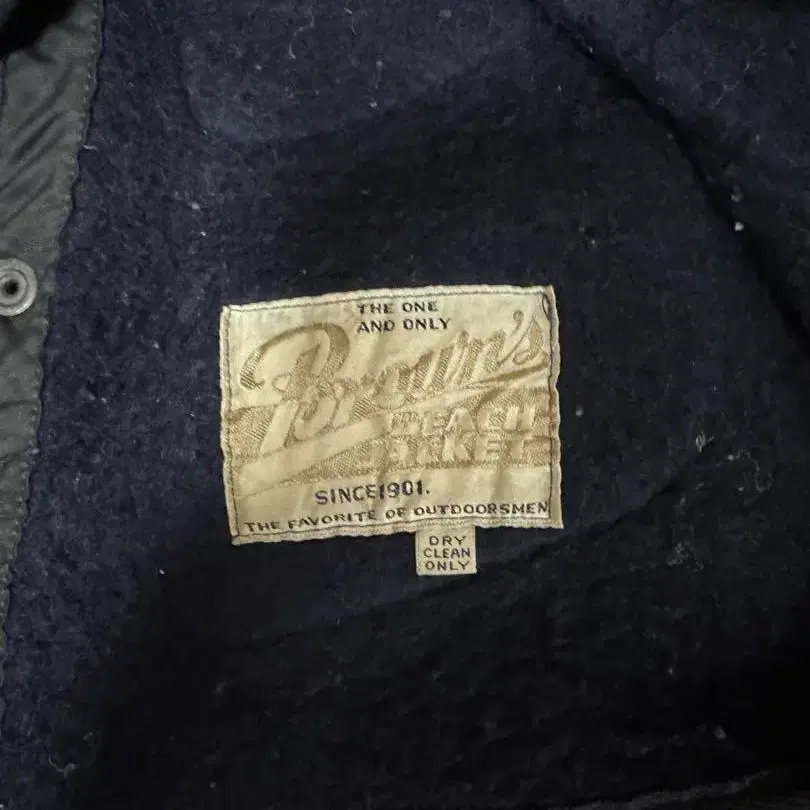 THE ONE
AND ONLY
Brown's
BEACH
JACKET
SINCE 1901.
THE FAVORITE OF OUTDOORSMEN
DRY
CLEAN
ONLY